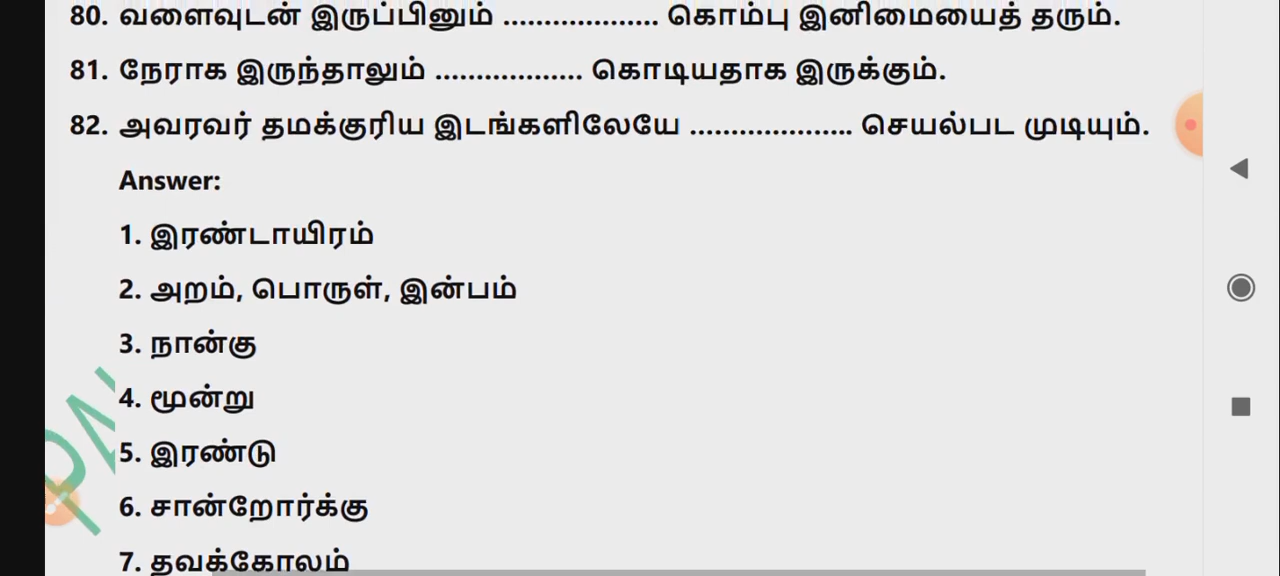 80. வளைவுடன் இருப்பினும் ................... கொம்பு இனிமையைத் தரும்.
81. நேராக இருந்தாலும் .................. கொடியதாக இருக்கும்.
82. அவரவர் தமக்குரிய இடங்களிலேயே .................... செயல்பட முடியும்.
Answer:
1. இரண்டாயிரம்
2. அறம், பொருள், இன்பம்
3. நான்கு
4. மூன்று
5. இரண்டு
6. சான்றோர்க்கு
7. தவக்கோலம்